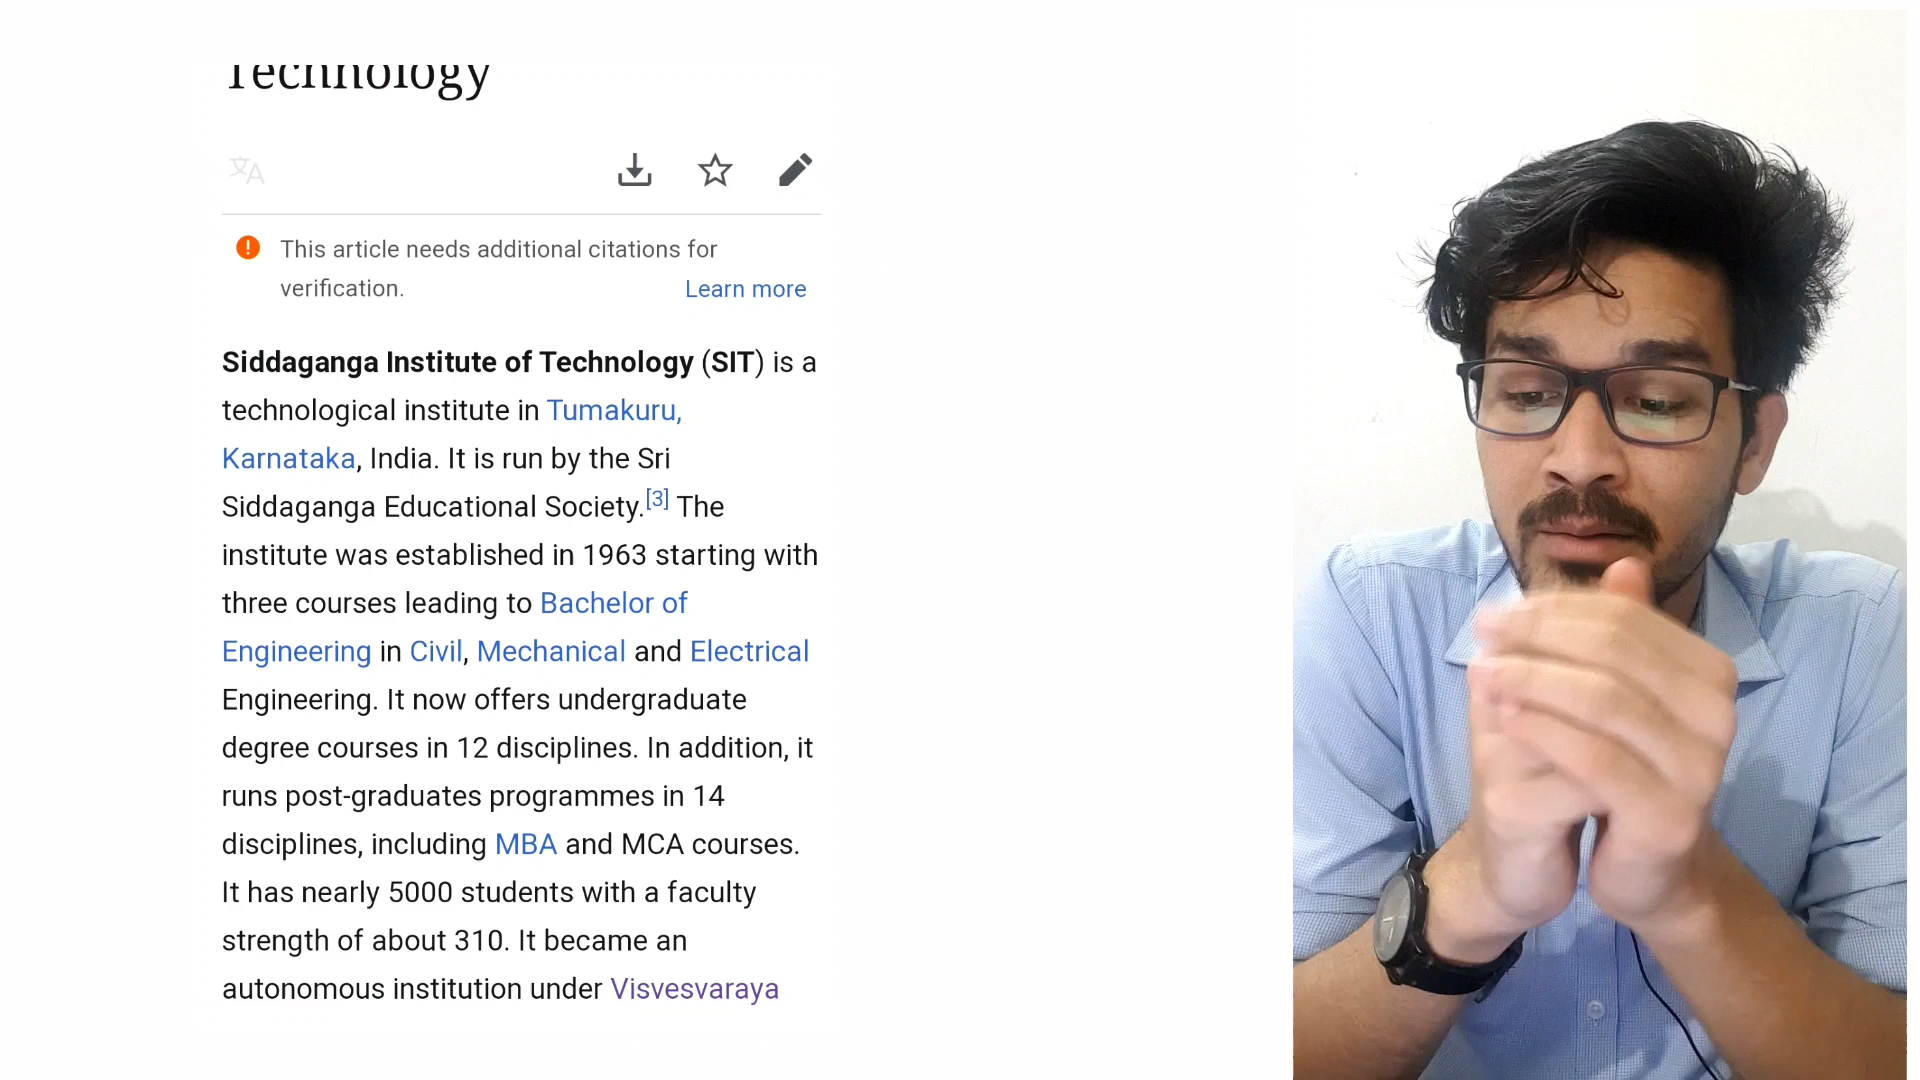 Technology
This article needs additional citations for
verification.
Learn more
Siddaganga Institute of Technology (SIT) is a
technological institute in Tumakuru,
Karnataka, India. It is run by the Sri
Siddaganga Educational Society.[3] The
institute was established in 1963 starting with
three courses leading to Bachelor of
Engineering in Civil, Mechanical and Electrical
Engineering. It now offers undergraduate
degree courses in 12 disciplines. In addition, it
runs post-graduates programmes in 14
disciplines, including MBA and MCA courses.
It has nearly 5000 students with a faculty
strength of about 310. It became an
autonomous institution under Visvesvaraya